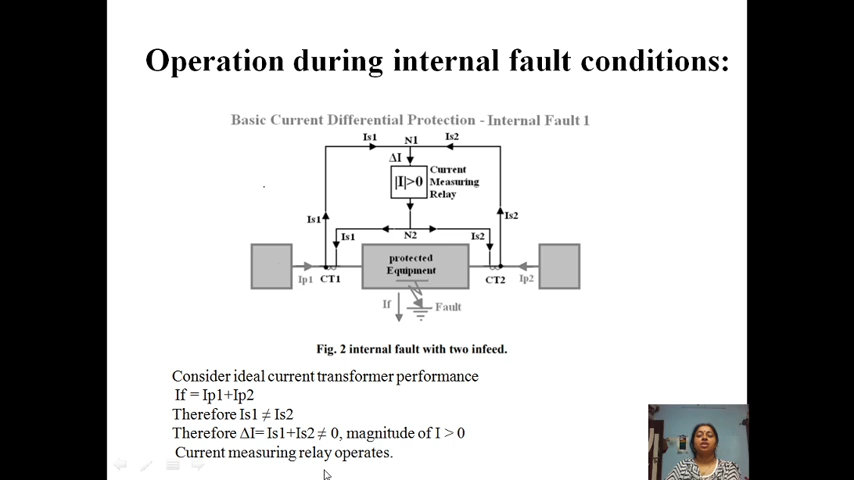 Operation during internal fault conditions:
Basic Current Differential Protection - Internal Fault 1
Is1 N1 Is2
ΔI
|I|>0
Current
Measuring
Relay
Is1
Is2
Is1 N2 Is2
protected
Equipment
Ip1 CT1
CT2 Ip2
If
Fault
Fig. 2 internal fault with two infeed.
Consider ideal current transformer performance
If = Ip1+Ip2
Therefore Is1 ≠ Is2
Therefore ΔI= Is1+Is2 ≠ 0, magnitude of I > 0
Current measuring relay operates.